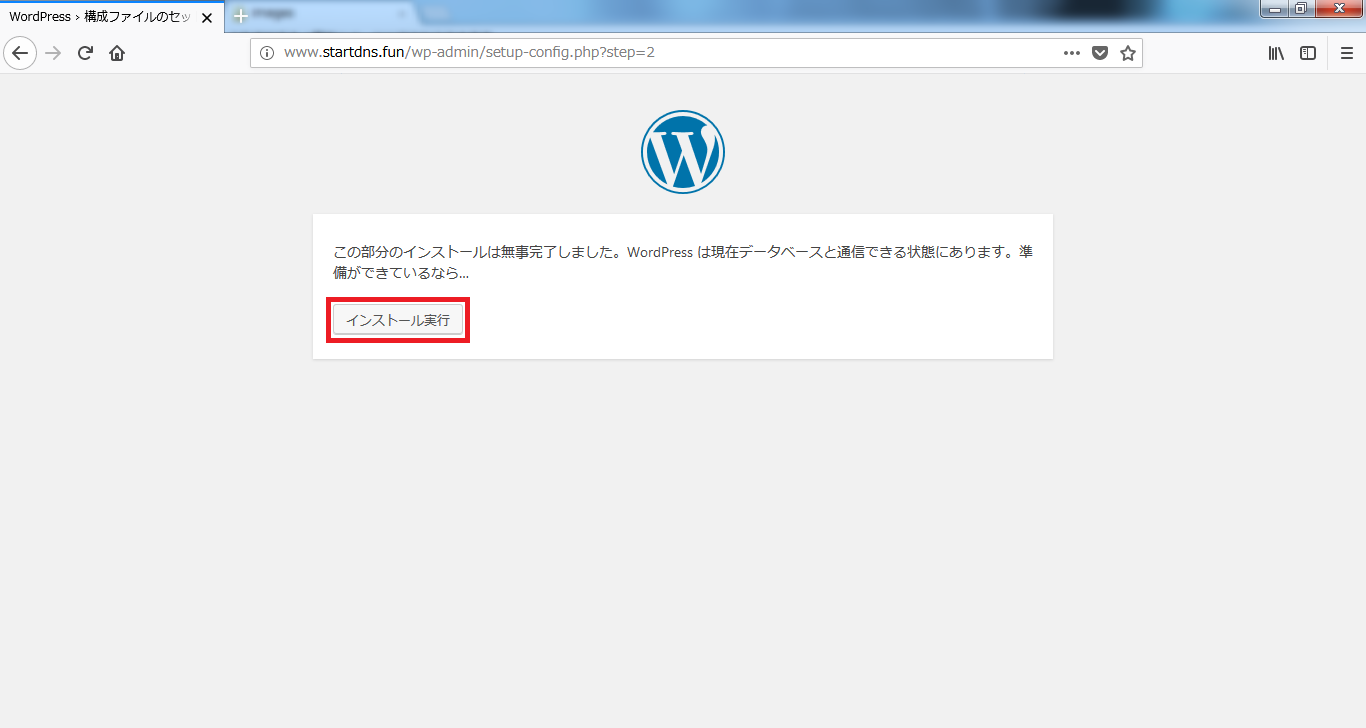 WordPress › 構成ファイルのセッ
images
www.startdns.fun/wp-admin/setup-config.php?step=2
この部分のインストールは無事完了しました。WordPress は現在データベースと通信できる状態にあります。準
備ができているなら…
インストール実行